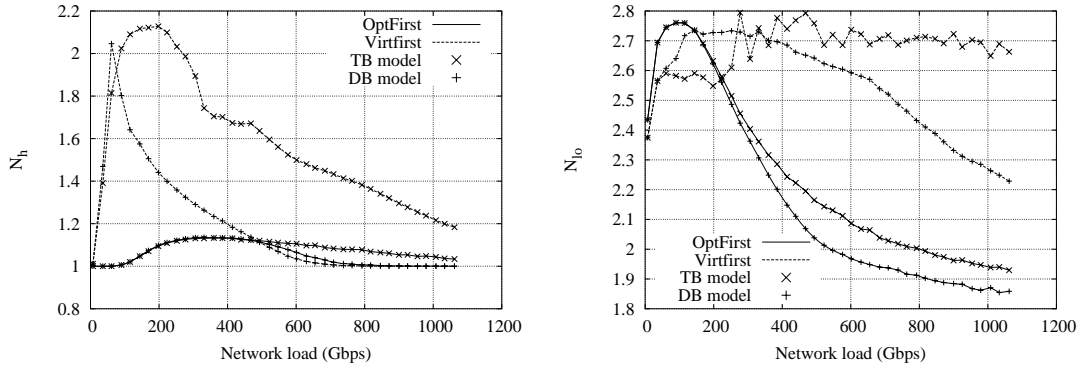 2.2
2
1.8
1.6
1.4
1.2
1
0.8
0 200 400 600 800 1000 1200
N_h
Network load (Gbps)
OptFirst
Virtfirst
TB model
DB model
2.8
2.7
2.6
2.5
2.4
2.3
2.2
2.1
2
1.9
1.8
0 200 400 600 800 1000 1200
N_lo
Network load (Gbps)
OptFirst
Virtfirst
TB model
DB model